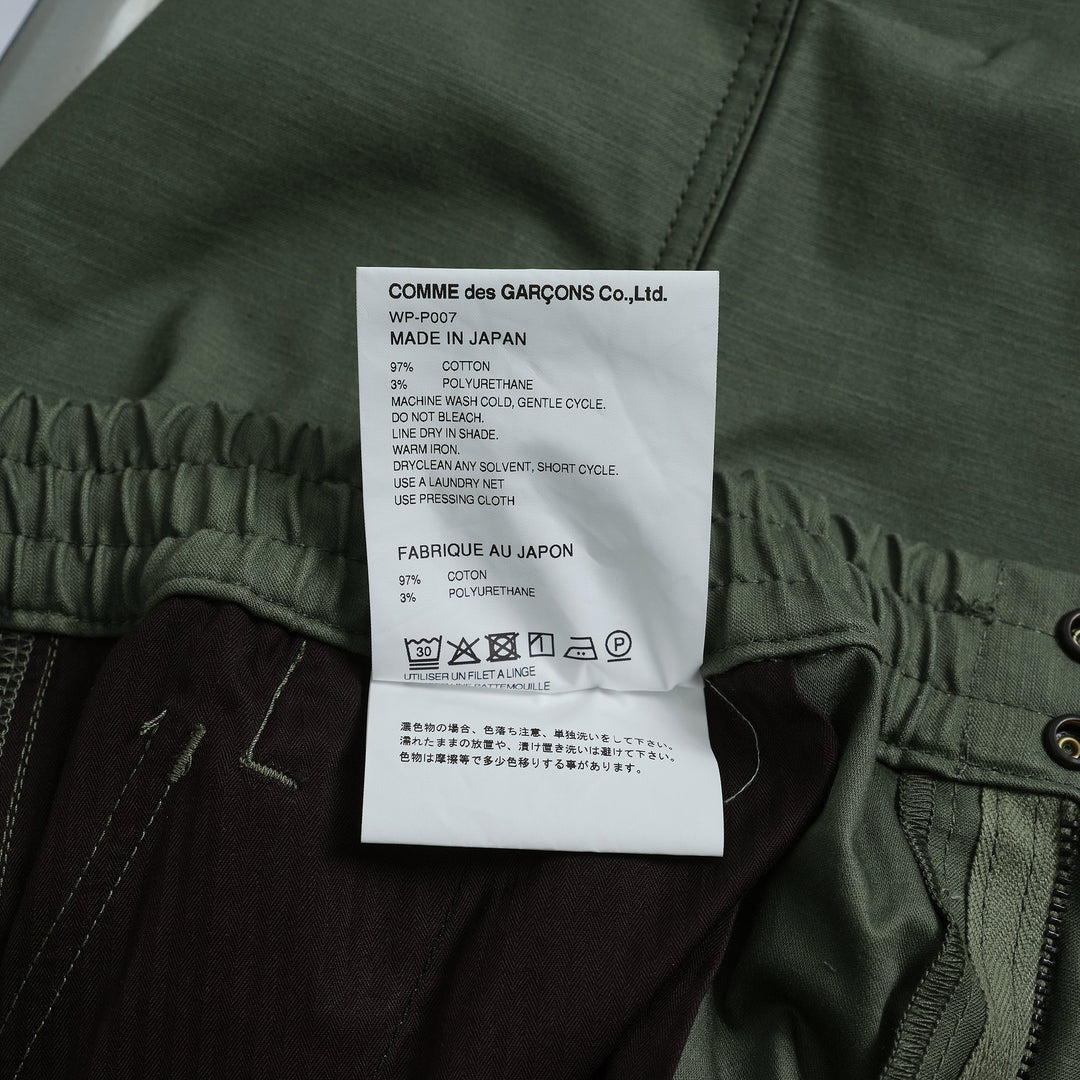 COMME des GARÇONS Co.,Ltd.
WP-P007
MADE IN JAPAN
97% COTTON
3% POLYURETHANE
MACHINE WASH COLD, GENTLE CYCLE.
DO NOT BLEACH.
LINE DRY IN SHADE.
WARM IRON.
DRYCLEAN ANY SOLVENT, SHORT CYCLE.
USE A LAUNDRY NET
USE PRESSING CLOTH
FABRIQUE AU JAPON
97% COTON
3% POLYURETHANE
30 P
UTILISER UN FILET A LINGE
PATTEMOUILLE
濃色物の場合、色落ち注意、単独洗いをして下さい。
濡れたままの放置や、漬け置き洗いは避けて下さい。
色物は摩擦等で多少色移りする事があります。